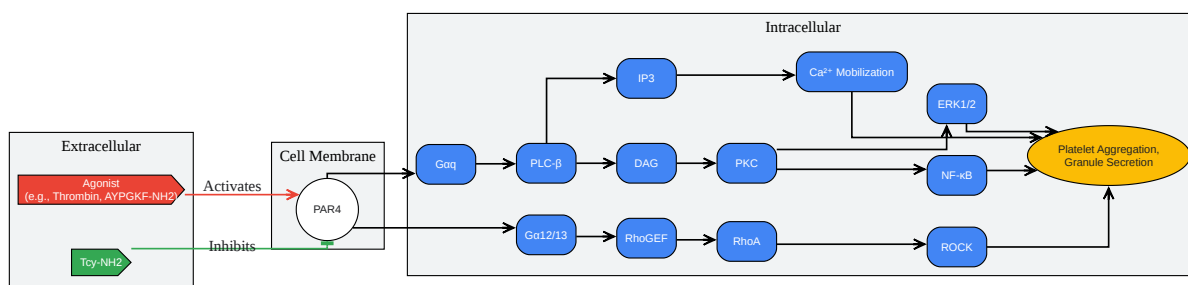 Intracellular
IP3
Ca²⁺ Mobilization
ERK1/2
Extracellular
Cell Membrane
Gαq
PLC-β
DAG
PKC
NF-κB
Platelet Aggregation,
Granule Secretion
Agonist
(e.g., Thrombin, AYPGKF-NH2)
Activates
PAR4
Gα12/13
RhoGEF
RhoA
ROCK
Inhibits
Tcy-NH2